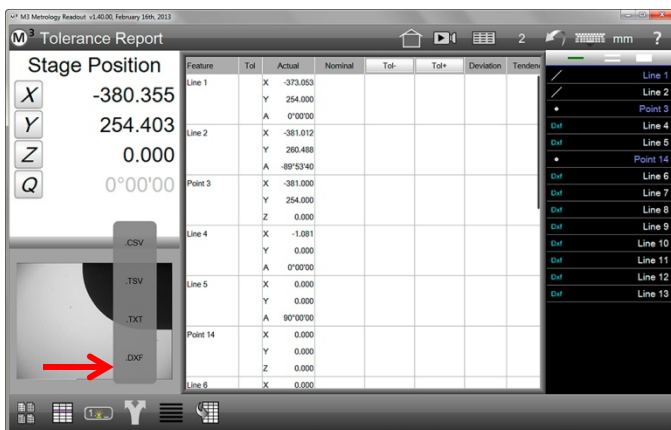 M³ M3 Metrology Readout v1.40.00, February 16th, 2013
M³ Tolerance Report
2
mm
?
Stage Position
X -380.355
Y 254.403
Z 0.000
Q 0°00'00
Feature Tol Actual Nominal Tol- Tol+ Deviation Tenden
Line 1 X -373.053
Y 254.000
A 0°00'00
Line 2 X -381.012
Y 260.488
A -89°53'40
Point 3 X -381.000
Y 254.000
Z 0.000
Line 4 X -1.081
Y 0.000
A 0°00'00
Line 5 X 0.000
Y 0.000
A 90°00'00
Point 14 X 0.000
Y 0.000
Z 0.000
Line 6 X 0.000
Line 1
Line 2
Point 3
Dxf Line 4
Dxf Line 5
Point 14
Dxf Line 6
Dxf Line 7
Dxf Line 8
Dxf Line 9
Dxf Line 10
Dxf Line 11
Dxf Line 12
Dxf Line 13
.CSV
.TSV
.TXT
.DXF